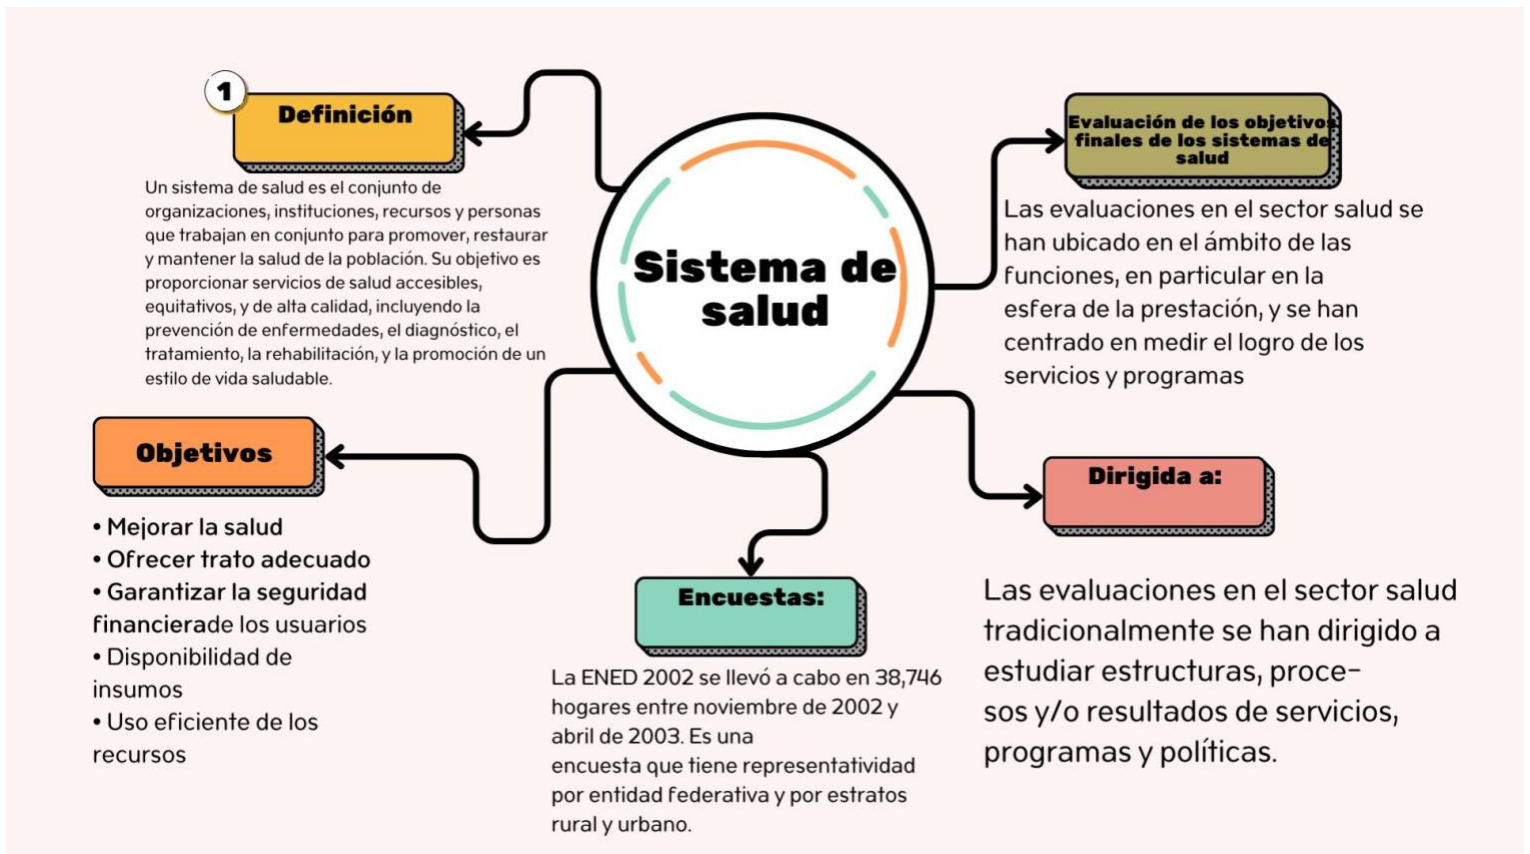 Sistema de
salud
1
Definición
Un sistema de salud es el conjunto de
organizaciones, instituciones, recursos y personas
que trabajan en conjunto para promover, restaurar
y mantener la salud de la población. Su objetivo es
proporcionar servicios de salud accesibles,
equitativos, y de alta calidad, incluyendo la
prevención de enfermedades, el diagnóstico, el
tratamiento, la rehabilitación, y la promoción de un
estilo de vida saludable.
Objetivos
• Mejorar la salud
• Ofrecer trato adecuado
• Garantizar la seguridad
financierade los usuarios
• Disponibilidad de
insumos
• Uso eficiente de los
recursos
Encuestas:
La ENED 2002 se llevó a cabo en 38,746
hogares entre noviembre de 2002 y
abril de 2003. Es una
encuesta que tiene representatividad
por entidad federativa y por estratos
rural y urbano.
Evaluación de los objetivos
finales de los sistemas de
salud
Las evaluaciones en el sector salud se
han ubicado en el ámbito de las
funciones, en particular en la
esfera de la prestación, y se han
centrado en medir el logro de los
servicios y programas
Dirigida a:
Las evaluaciones en el sector salud
tradicionalmente se han dirigido a
estudiar estructuras, proce-
sos y/o resultados de servicios,
programas y políticas.